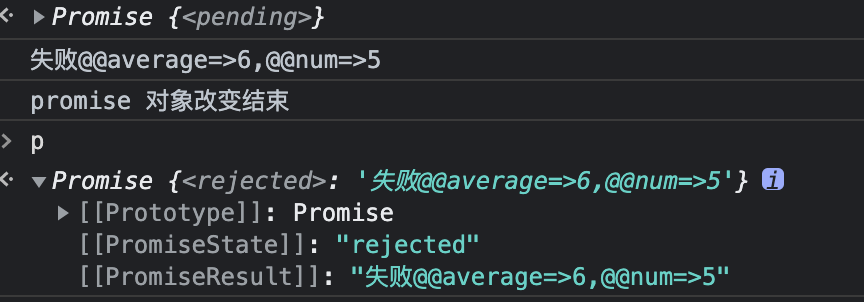 Promise {<pending>}
失败@@average=>6,@@num=>5
promise 对象改变结束
p
Promise {<rejected>: '失败@@average=>6,@@num=>5'} i
[[Prototype]]: Promise
[[PromiseState]]: "rejected"
[[PromiseResult]]: "失败@@average=>6,@@num=>5"